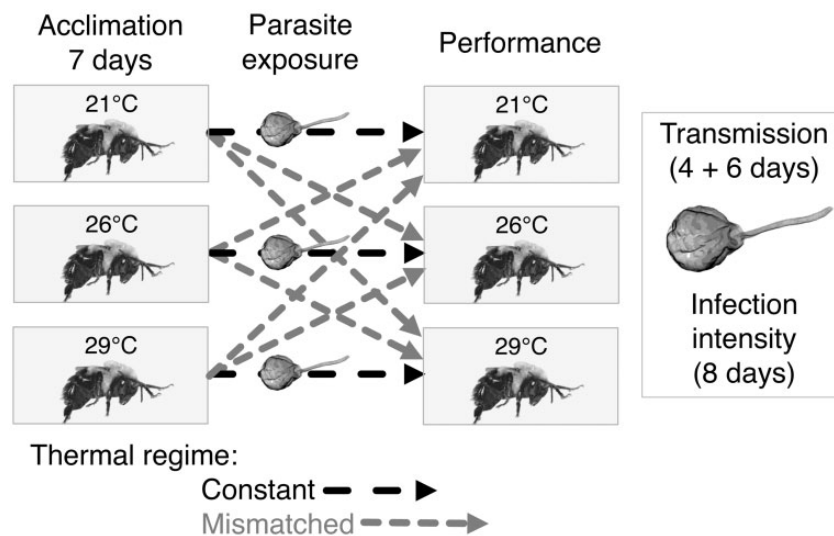 Acclimation
7 days
Parasite
exposure
Performance
21°C
21°C
26°C
26°C
29°C
29°C
Transmission
(4 + 6 days)
Infection
intensity
(8 days)
Thermal regime:
Constant
Mismatched